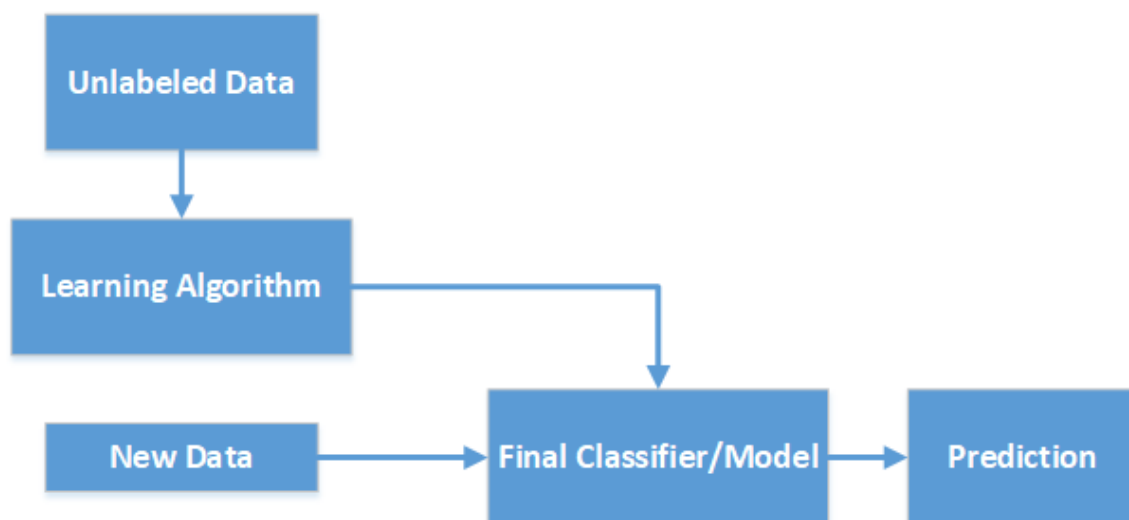 Unlabeled Data
Learning Algorithm
New Data
Final Classifier/Model
Prediction